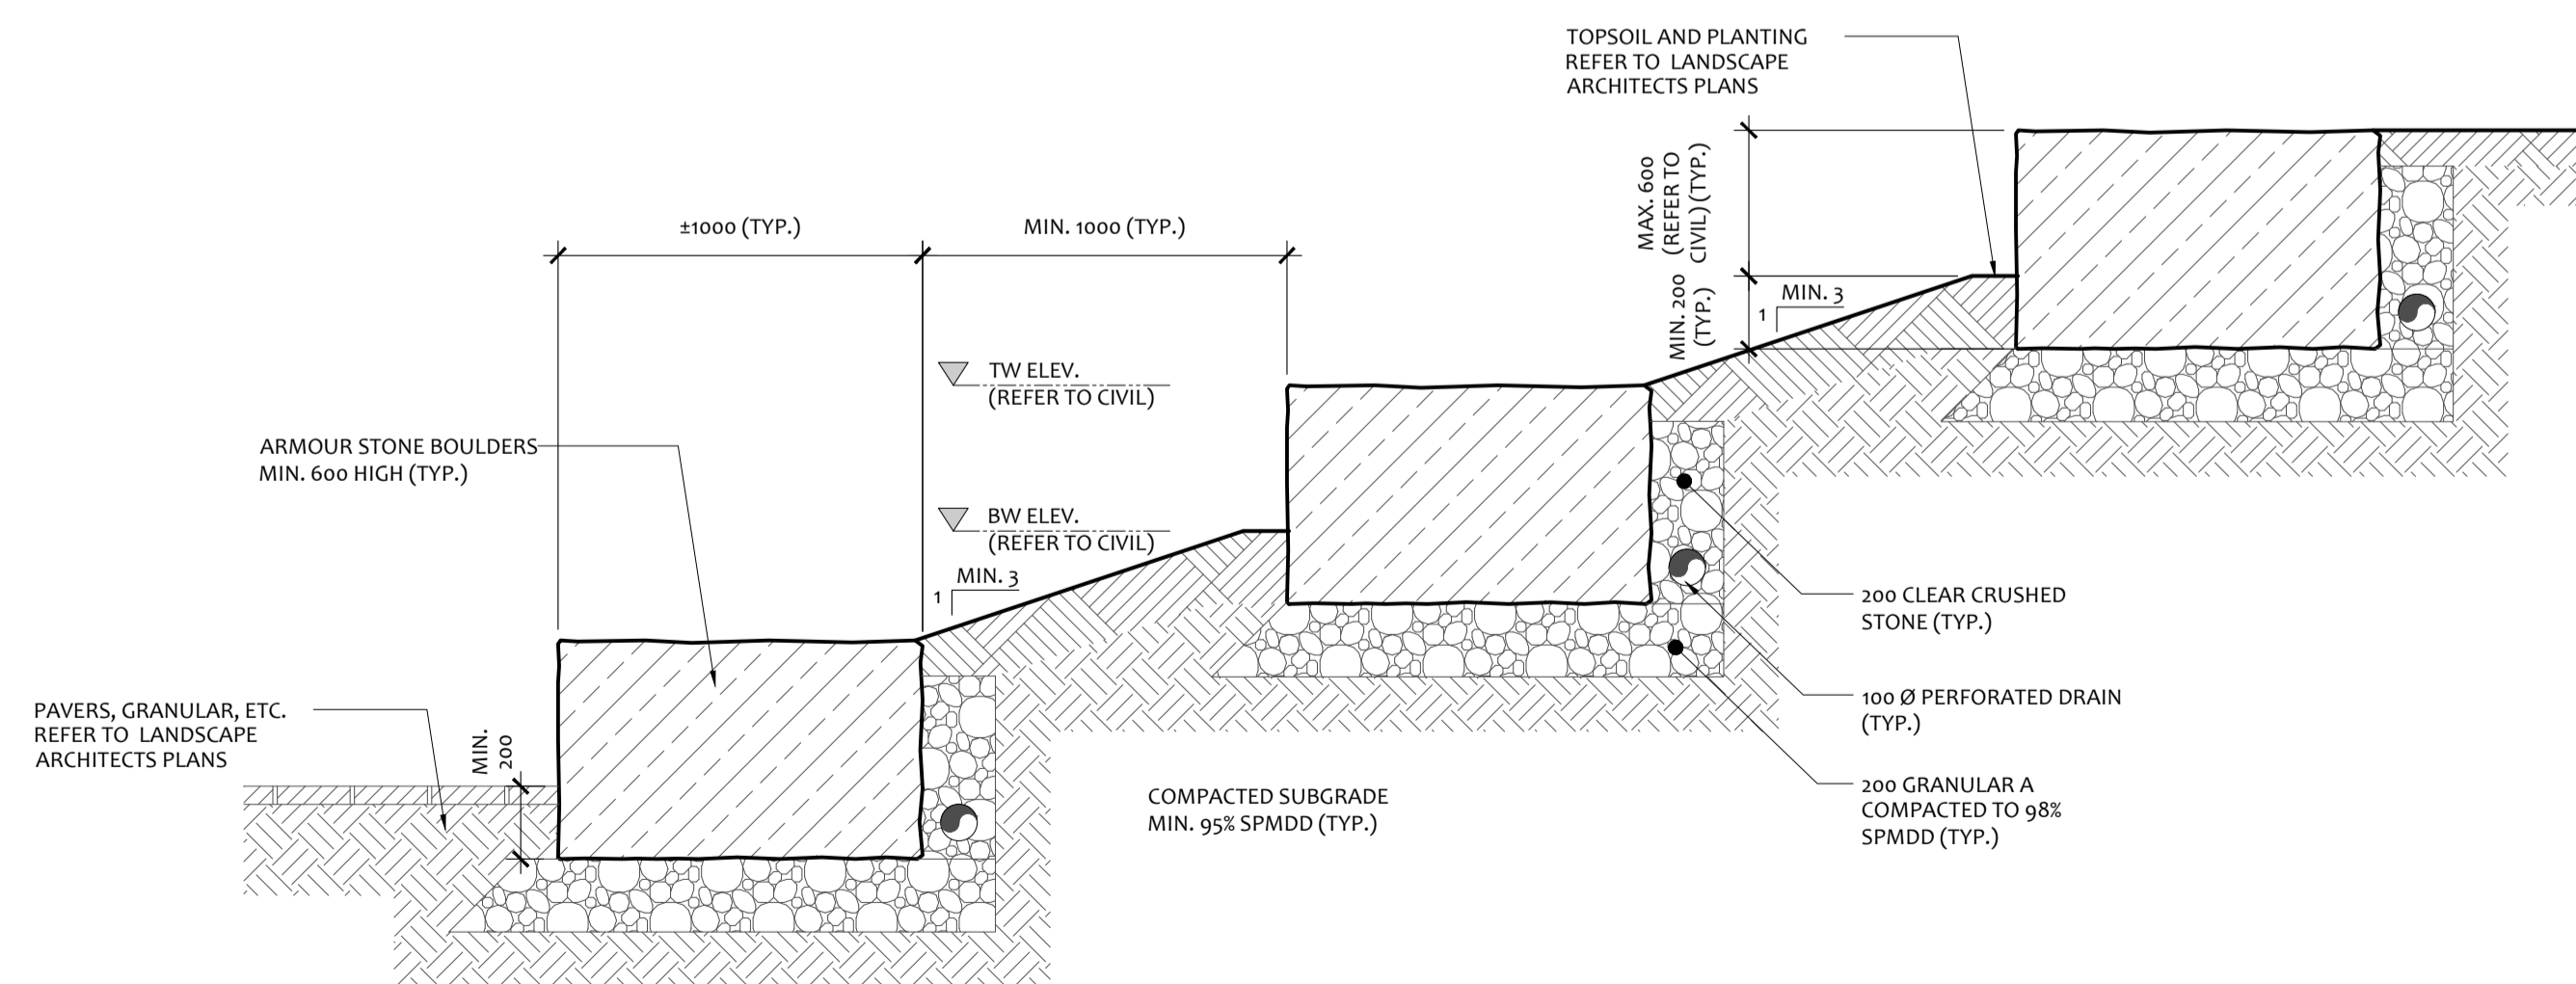 TOPSOIL AND PLANTING
REFER TO LANDSCAPE
ARCHITECTS PLANS
MAX. 600
(REFER TO
CIVIL) (TYP.)
MIN. 200
(TYP.)
MIN. 3
1
±1000 (TYP.)
MIN. 1000 (TYP.)
TW ELEV.
(REFER TO CIVIL)
BW ELEV.
(REFER TO CIVIL)
MIN. 3
1
ARMOUR STONE BOULDERS
MIN. 600 HIGH (TYP.)
PAVERS, GRANULAR, ETC.
REFER TO LANDSCAPE
ARCHITECTS PLANS
MIN.
200
200 CLEAR CRUSHED
STONE (TYP.)
100 Ø PERFORATED DRAIN
(TYP.)
200 GRANULAR A
COMPACTED TO 98%
SPMDD (TYP.)
COMPACTED SUBGRADE
MIN. 95% SPMDD (TYP.)